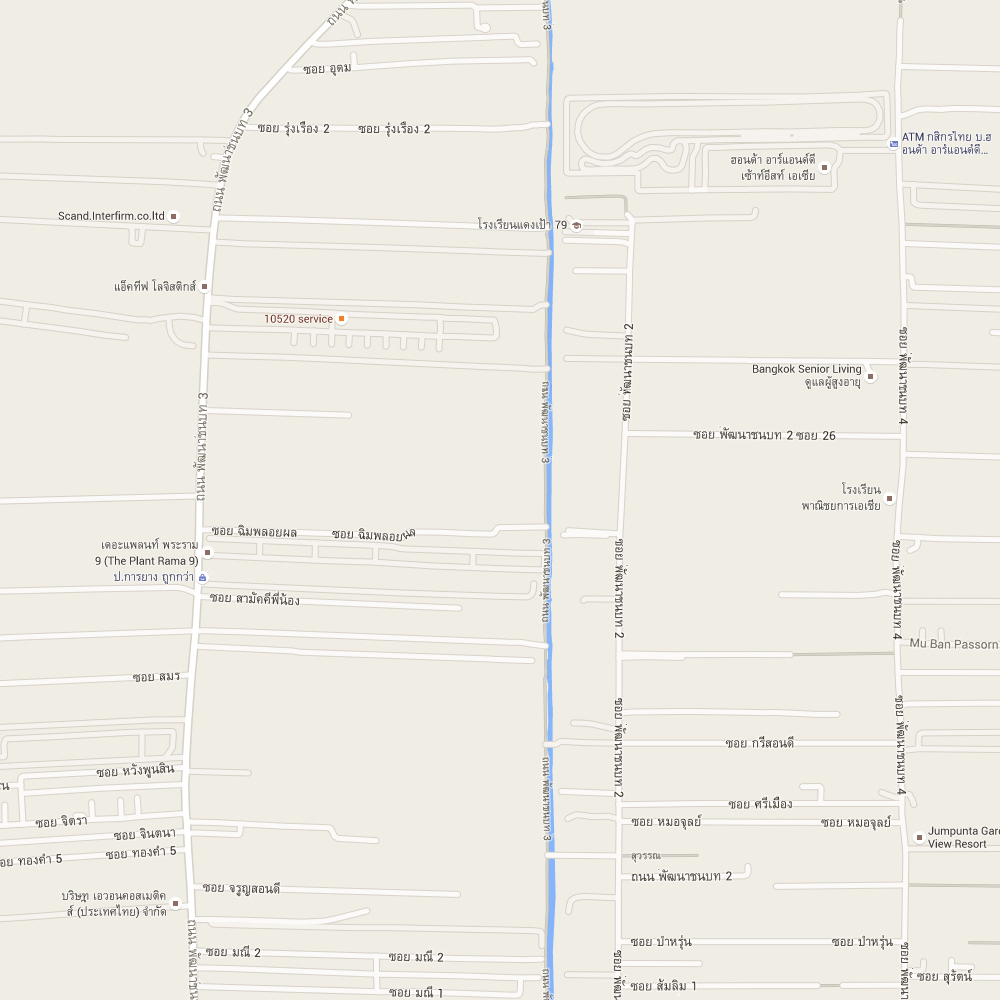 ซอย อุดม
ซอย รุ่งเรือง 2
ซอย รุ่งเรือง 2
ถนน พัฒนาชนบท 3
ATM กสิกรไทย บ.ฮ
อนด้า อาร์แอนด์ดี...
ฮอนด้า อาร์แอนด์ดี
เซ้าท์อีสท์ เอเซีย
Scand.Interfirm.co.ltd
โรงเรียนแดงเป้า 79
แอ็คทีฟ โลจิสติกส์
10520 service
ซอย พัฒนาชนบท 2
ซอย พัฒนาชนบท 4
Bangkok Senior Living
ดูแลผู้สูงอายุ
ถนน พัฒนาชนบท 3
ถนน พัฒนาชนบท 3
ซอย พัฒนาชนบท 2 ซอย 26
โรงเรียน
พาณิชยการเอเชีย
ซอย ฉิมพลอยผล
ซอย ฉิมพลอยผล
เดอะแพลนท์ พระราม
9 (The Plant Rama 9)
ป.การยาง ถูกกว่า
ถนน พัฒนาชนบท 3
ซอย พัฒนาชนบท 2
ซอย พัฒนาชนบท 4
ซอย สามัคคีพี่น้อง
Mu Ban Passorn
ซอย สมร
ซอย พัฒนาชนบท 2
ซอย พัฒนาชนบท 4
ซอย กรีสอนดี
ซอย หวังพูนสิน
ถนน พัฒนาชนบท 3
ซอย ศรีเมือง
ซอย จิตรา
ซอย หมอจุลย์
ซอย หมอจุลย์
ซอย จินตนา
Jumpunta Gar
View Resort
ซอย ทองคำ 5
ซอย ทองคำ 5
สุวรรณ
ถนน พัฒนาชนบท 2
ซอย จรูญสอนดี
บริษัท เอวอนคอสเมติค
ส์ (ประเทศไทย) จำกัด
ซอย ป่าหรุ่น
ซอย ป่าหรุ่น
ซอย มณี 2
ซอย มณี 2
ซอย สุรัตน์
ซอย ส้มลิ้ม 1
ซอย มณี 1